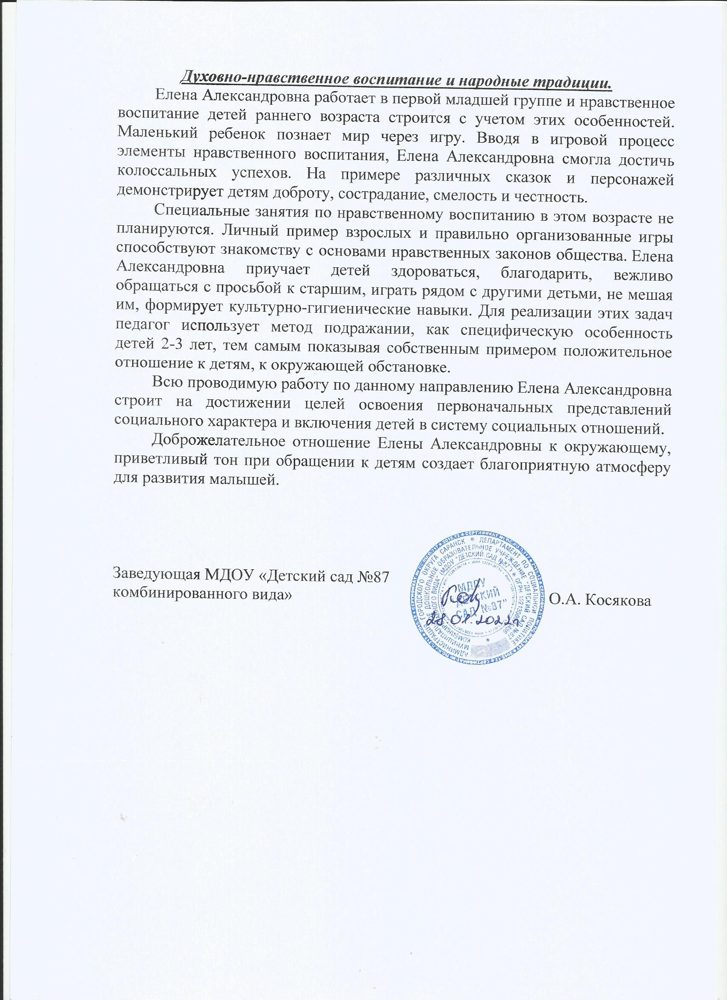 Духовно-нравственное воспитание и народные традиции.
Елена Александровна работает в первой младшей группе и нравственное
воспитание детей раннего возраста строится с учетом этих особенностей.
Маленький ребенок познает мир через игру. Вводя в игровой процесс
элементы нравственного воспитания, Елена Александровна смогла достичь
колоссальных успехов. На примере различных сказок и персонажей
демонстрирует детям доброту, сострадание, смелость и честность.
Специальные занятия по нравственному воспитанию в этом возрасте не
планируются. Личный пример взрослых и правильно организованные игры
способствуют знакомству с основами нравственных законов общества. Елена
Александровна приучает детей здороваться, благодарить, вежливо
обращаться с просьбой к старшим, играть рядом с другими детьми, не мешая
им, формирует культурно-гигиенические навыки. Для реализации этих задач
педагог использует метод подражании, как специфическую особенность
детей 2-3 лет, тем самым показывая собственным примером положительное
отношение к детям, к окружающей обстановке.
Всю проводимую работу по данному направлению Елена Александровна
строит на достижении целей освоения первоначальных представлений
социального характера и включения детей в систему социальных отношений.
Доброжелательное отношение Елены Александровны к окружающему,
приветливый тон при обращении к детям создает благоприятную атмосферу
для развития малышей.
Заведующая МДОУ «Детский сад №87
комбинированного вида»
О.А. Косякова
АДМИНИСТРАЦИЯ ГОРОДСКОГО ОКРУГА САРАНСК * ДЕПАРТАМЕНТ ПО СОЦИАЛЬНОЙ ПОЛИТИКЕ
МУНИЦИПАЛЬНОЕ ДОШКОЛЬНОЕ ОБРАЗОВАТЕЛЬНОЕ УЧРЕЖДЕНИЕ "ДЕТСКИЙ САД №87
КОМБИНИРОВАННОГО ВИДА" (МДОУ "ДЕТСКИЙ САД №87") * ОГРН
МДОУ
ДЕТСКИЙ
САД №87"
28.01.2022г.